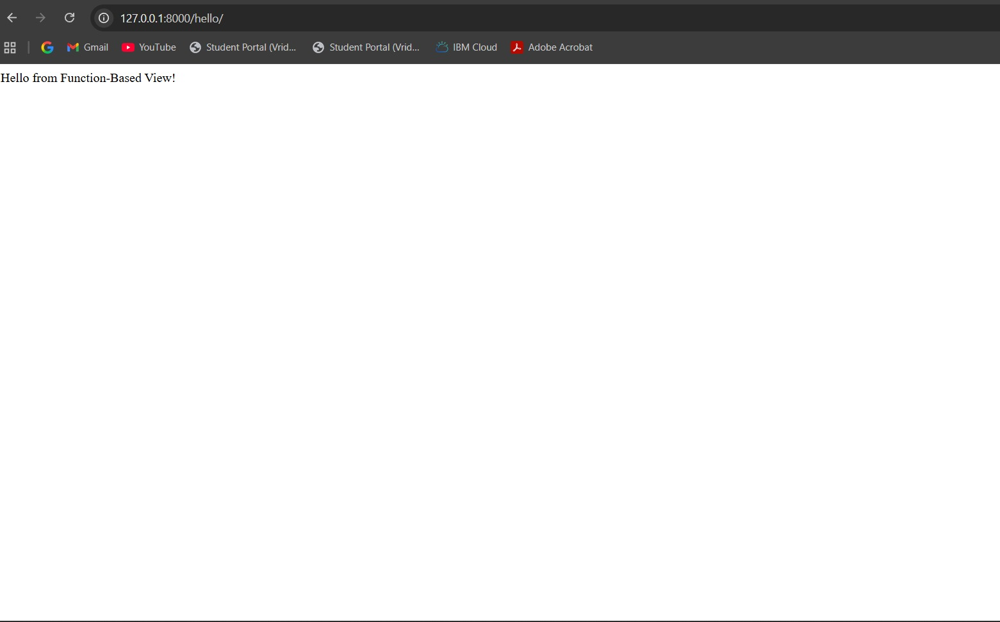 127.0.0.1:8000/hello/
Gmail YouTube Student Portal (Vrid... Student Portal (Vrid... IBM Cloud Adobe Acrobat
Hello from Function-Based View!